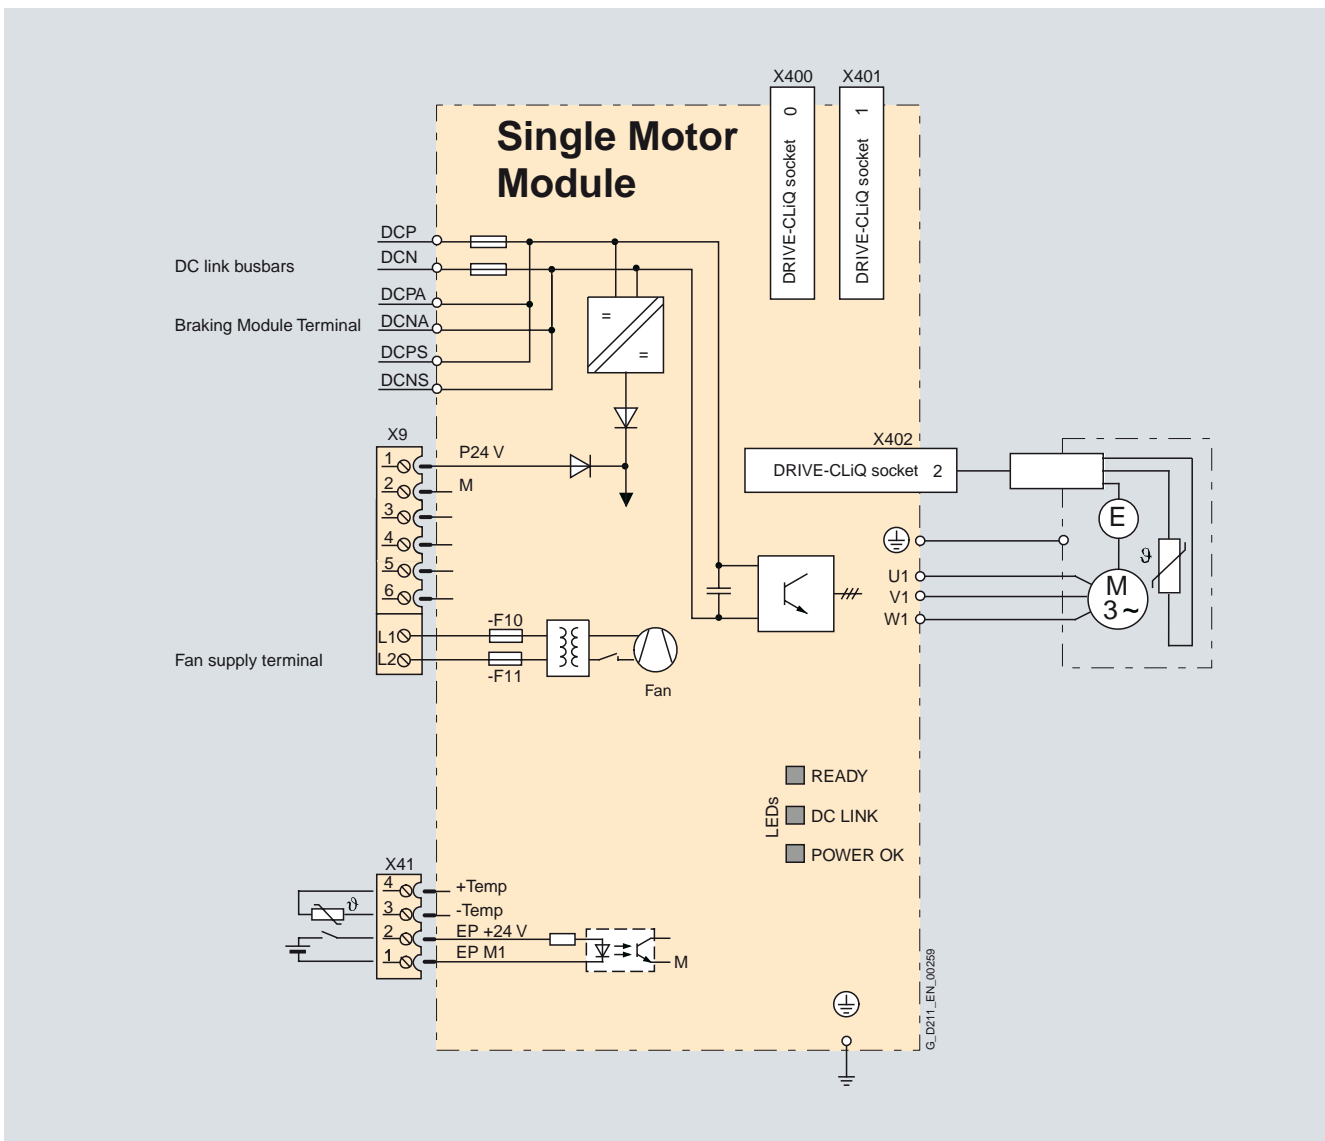 X400
X401
DRIVE-CLiQ socket 0
DRIVE-CLiQ socket 1
Single Motor
Module
DCP
DCN
DC link busbars
DCPA
Braking Module Terminal
DCNA
DCPS
DCNS
=
=
X9
1
P24 V
2
M
3
4
5
6
L1
-F10
Fan supply terminal
L2
-F11
Fan
X402
DRIVE-CLiQ socket 2
E
ϑ
U1
V1
W1
M
3~
LEDs
READY
DC LINK
POWER OK
X41
4
+Temp
ϑ
3
-Temp
2
EP +24 V
1
EP M1
M
G_D211_EN_00259